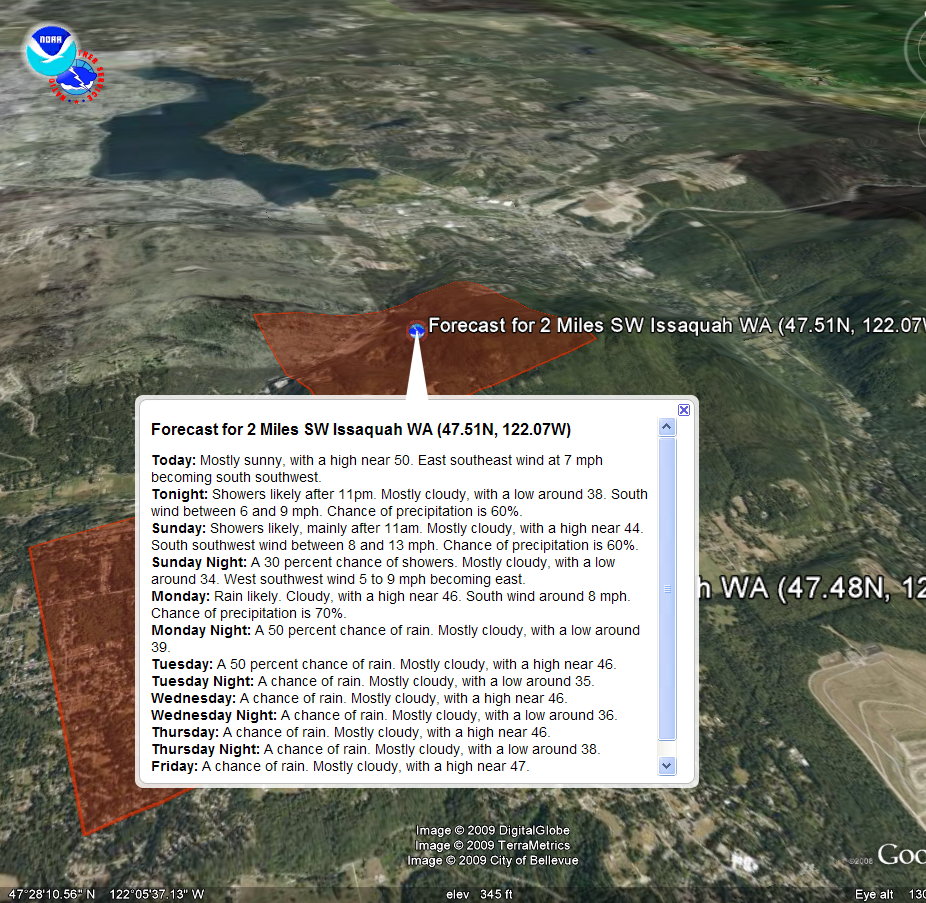 NOAA
Forecast for 2 Miles SW Issaquah WA (47.51N, 122.07W
Forecast for 2 Miles SW Issaquah WA (47.51N, 122.07W)
Today: Mostly sunny, with a high near 50. East southeast wind at 7 mph
becoming south southwest.
Tonight: Showers likely after 11pm. Mostly cloudy, with a low around 38. South
wind between 6 and 9 mph. Chance of precipitation is 60%.
Sunday: Showers likely, mainly after 11am. Mostly cloudy, with a high near 44.
South southwest wind between 8 and 13 mph. Chance of precipitation is 60%.
Sunday Night: A 30 percent chance of showers. Mostly cloudy, with a low
around 34. West southwest wind 5 to 9 mph becoming east.
Monday: Rain likely. Cloudy, with a high near 46. South wind around 8 mph.
Chance of precipitation is 70%.
Monday Night: A 50 percent chance of rain. Mostly cloudy, with a low around
39.
Tuesday: A 50 percent chance of rain. Mostly cloudy, with a high near 46.
Tuesday Night: A chance of rain. Mostly cloudy, with a low around 35.
Wednesday: A chance of rain. Mostly cloudy, with a high near 46.
Wednesday Night: A chance of rain. Mostly cloudy, with a low around 36.
Thursday: A chance of rain. Mostly cloudy, with a high near 46.
Thursday Night: A chance of rain. Mostly cloudy, with a low around 38.
Friday: A chance of rain. Mostly cloudy, with a high near 47.
h WA (47.48N, 12
Image © 2009 DigitalGlobe
Image © 2009 TerraMetrics
Image © 2009 City of Bellevue
©2008 Goo
47°28'10.56" N 122°05'37.13" W elev 345 ft Eye alt 130